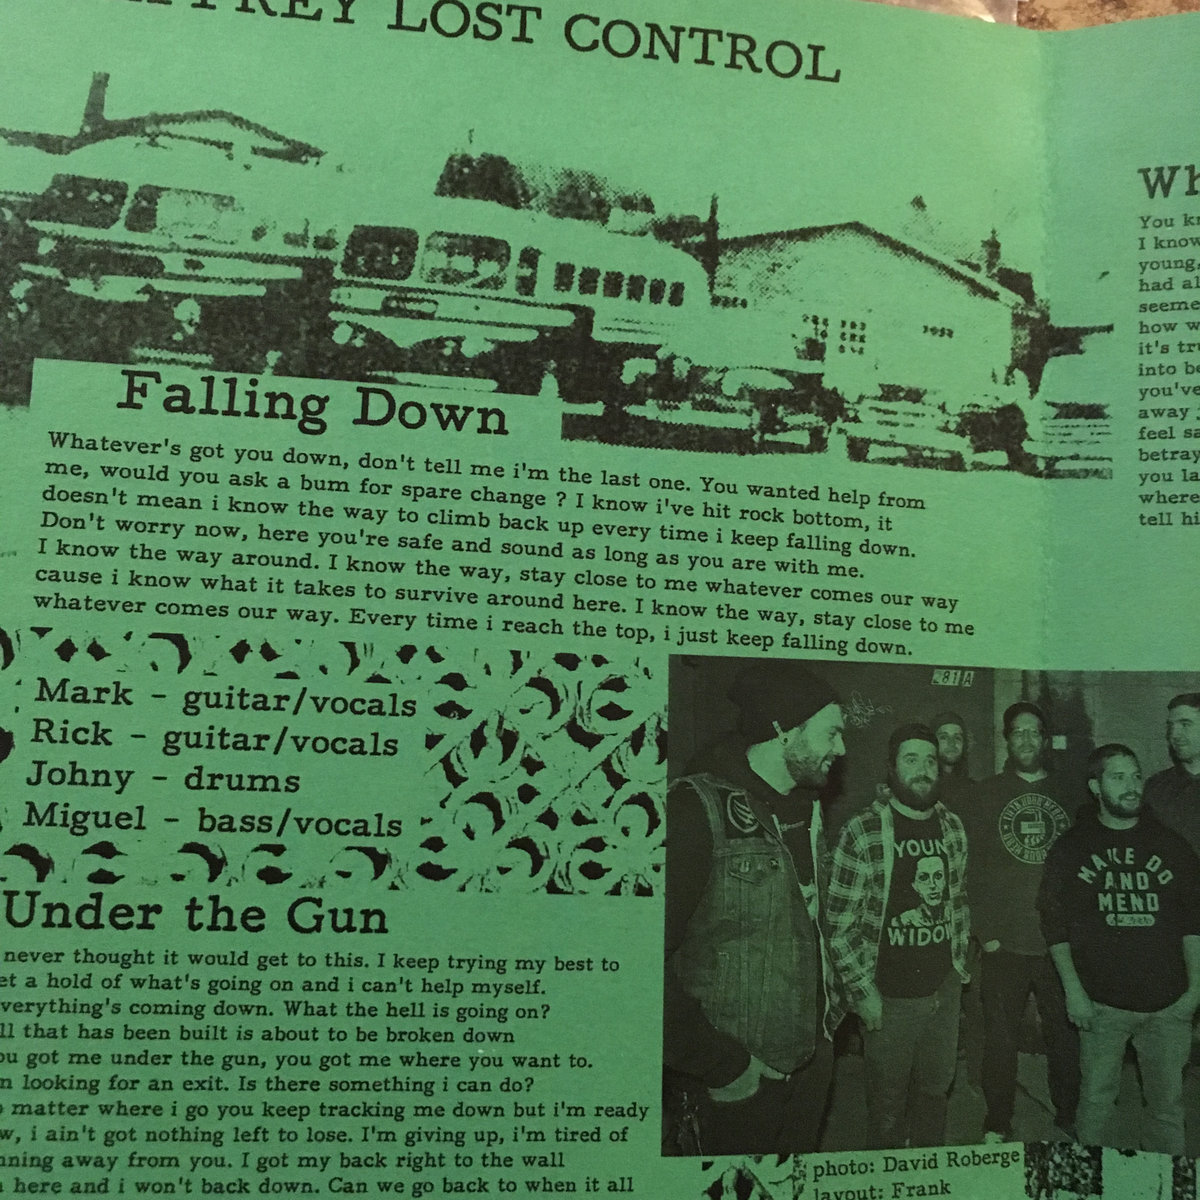 LOST CONTROL
Falling Down
Whatever's got you down, don't tell me i'm the last one. You wanted help from
me, would you ask a bum for spare change ? I know i've hit rock bottom, it
doesn't mean i know the way to climb back up every time i keep falling down.
Don't worry now, here you're safe and sound as long as you are with me.
I know the way around. I know the way, stay close to me whatever comes our way
cause i know what it takes to survive around here. I know the way, stay close to me
whatever comes our way. Every time i reach the top, i just keep falling down.
Mark - guitar/vocals
Rick - guitar/vocals
Johny - drums
Miguel - bass/vocals
Under the Gun
never thought it would get to this. I keep trying my best to
a hold of what's going on and i can't help myself.
coming down. What the hell is going on?
that has been built is about to be broken down
got me under the gun, you got me where you want to.
looking for an exit. Is there something i can do?
matter where i go you keep tracking me down but i'm ready
i ain't got nothing left to lose. I'm giving up, i'm tired of
away from you. I got my back right to the wall
here and i won't back down. Can we go back to when it all
281A
YOUN
WIDOW
MAKE DO
AND
MEND
photo: David Roberge
layout: Frank
Wh
You kn
I know
young,
had al
seeme
how w
it's tru
into be
you've
away
feel sa
betray
you la
where
tell hi